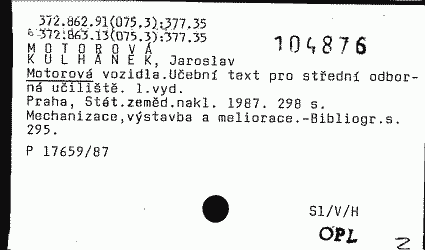 372.862.91(075.3):377.35
& 372.863.13(075.3):377.35
M O T O R O V Á
K U L H Á N E K, Jaroslav
104876
Motorová vozidla.Učební text pro střední odbor-
ná učiliště. 1.vyd.
Praha, Stát.zeměd.nakl. 1987. 298 s.
Mechanizace,výstavba a meliorace.-Bibliogr.s.
295.
P 17659/87
Sl/V/H
OPL
N